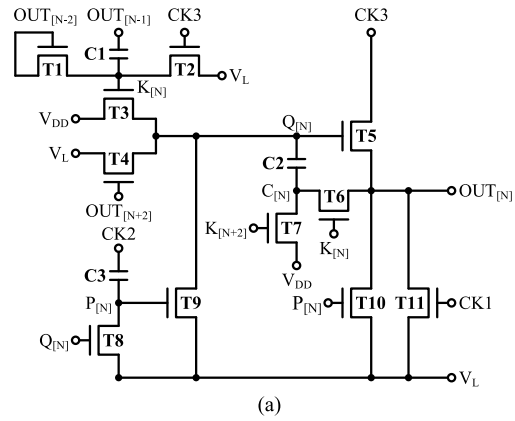 OUT[N-2] OUT[N-1] CK3 CK3
C1
T1 T2 VL
K[N]
VDD T3
Q[N] T5
VL T4 C2
C[N] T6 OUT[N]
OUT[N+2]
K[N+2] T7 K[N]
CK2
VDD
C3
P[N] T9 P[N] T10 T11 CK1
Q[N] T8
VL
(a)